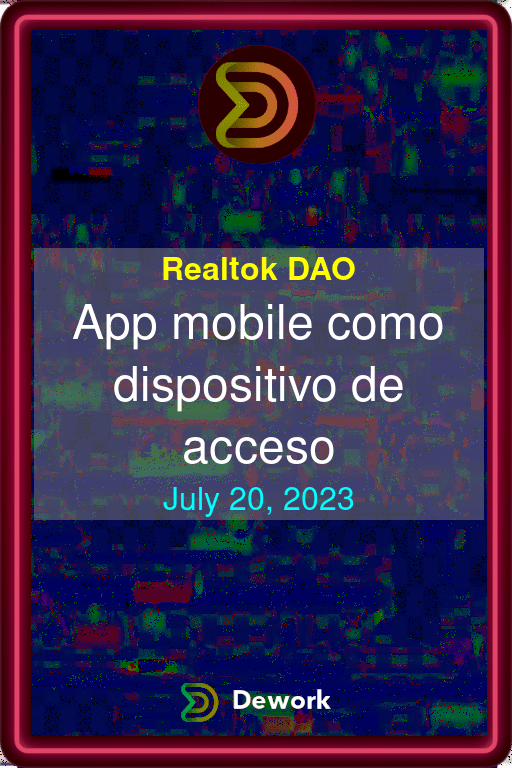 Realtok DAO
App mobile como
dispositivo de
acceso
July 20, 2023
Dework